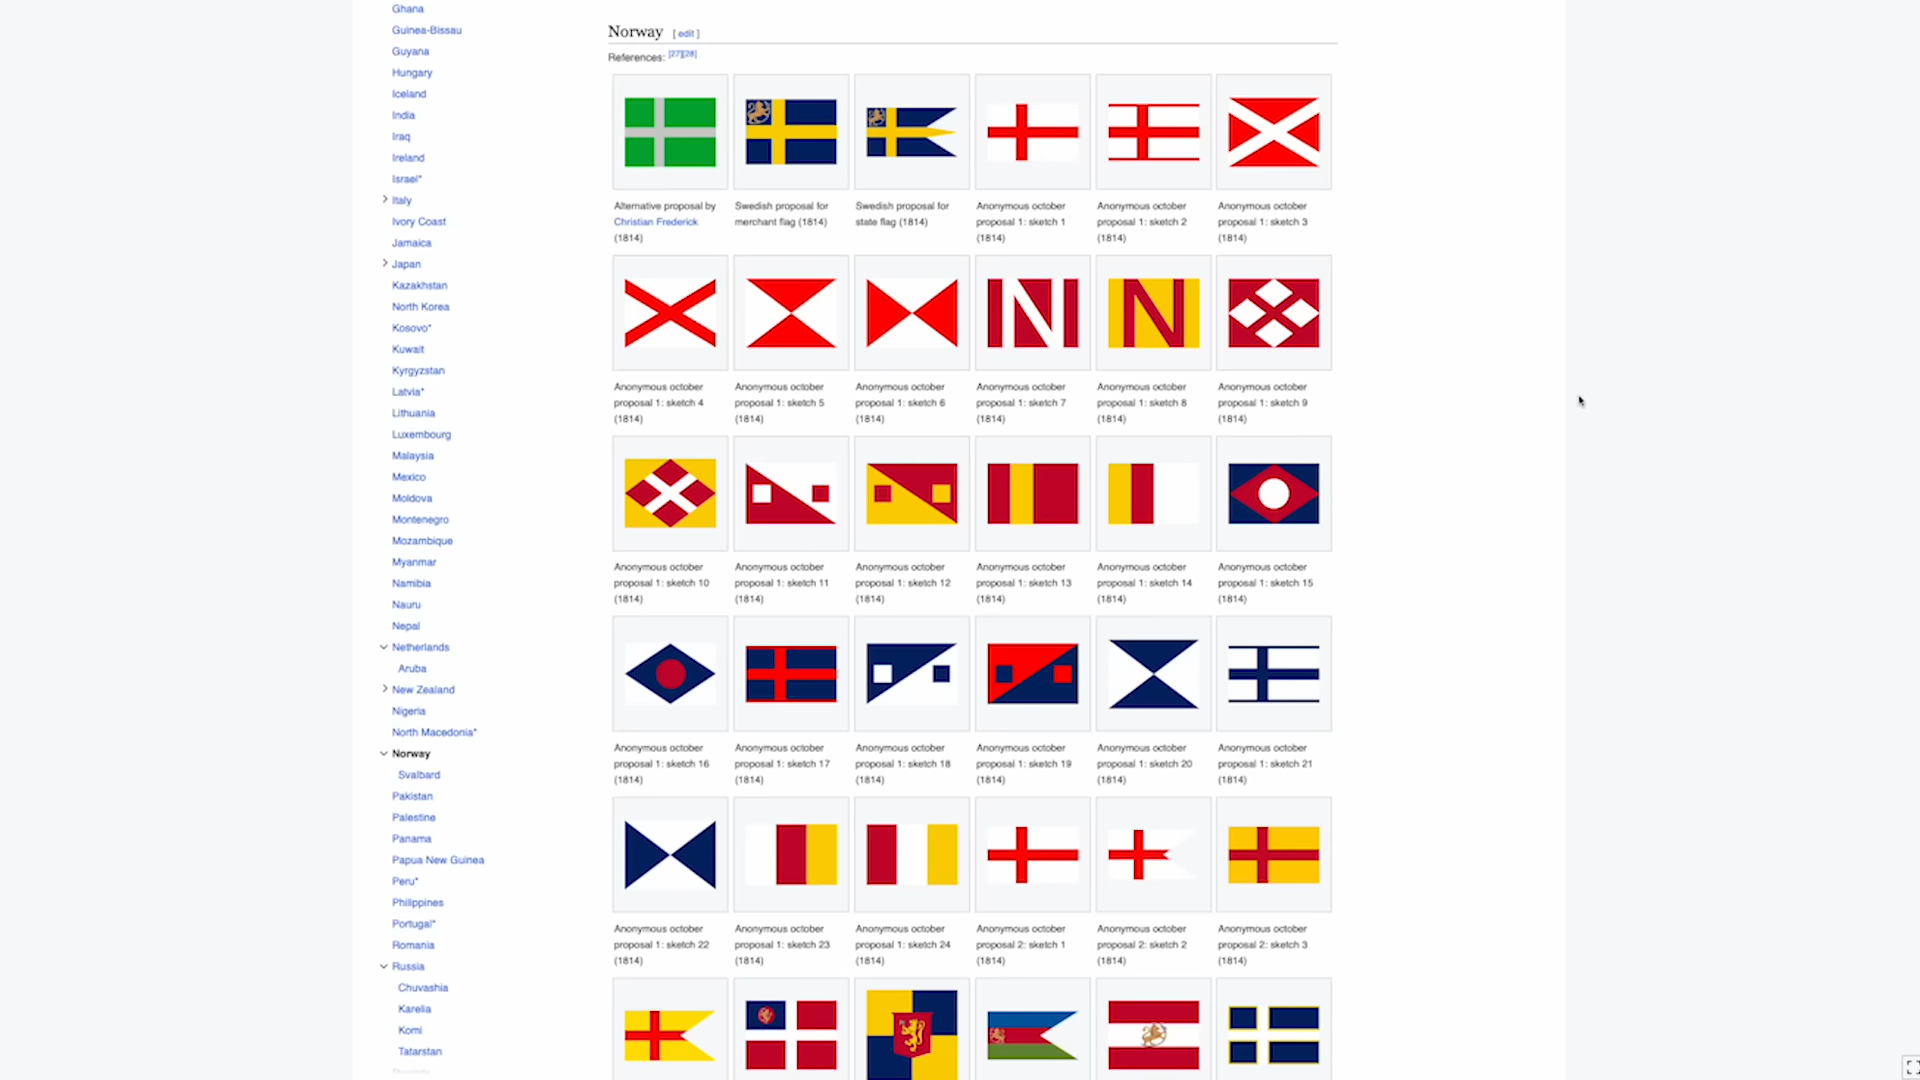 Ghana
Guinea-Bissau
Guyana
Hungary
Iceland
India
Iraq
Ireland
Israel*
Italy
Ivory Coast
Jamaica
Japan
Kazakhstan
North Korea
Kosovo*
Kuwait
Kyrgyzstan
Latvia*
Lithuania
Luxembourg
Malaysia
Mexico
Moldova
Montenegro
Mozambique
Myanmar
Namibia
Nauru
Nepal
Netherlands
Aruba
New Zealand
Nigeria
North Macedonia*
Norway
Svalbard
Pakistan
Palestine
Panama
Papua New Guinea
Peru*
Philippines
Portugal*
Romania
Russia
Chuvashia
Karelia
Komi
Tatarstan
Norway [ edit ]
References: [27][28]
Alternative proposal by
Christian Frederick
(1814)
Swedish proposal for
merchant flag (1814)
Swedish proposal for
state flag (1814)
Anonymous october
proposal 1: sketch 1
(1814)
Anonymous october
proposal 1: sketch 2
(1814)
Anonymous october
proposal 1: sketch 3
(1814)
N
N
Anonymous october
proposal 1: sketch 4
(1814)
Anonymous october
proposal 1: sketch 5
(1814)
Anonymous october
proposal 1: sketch 6
(1814)
Anonymous october
proposal 1: sketch 7
(1814)
Anonymous october
proposal 1: sketch 8
(1814)
Anonymous october
proposal 1: sketch 9
(1814)
Anonymous october
proposal 1: sketch 10
(1814)
Anonymous october
proposal 1: sketch 11
(1814)
Anonymous october
proposal 1: sketch 12
(1814)
Anonymous october
proposal 1: sketch 13
(1814)
Anonymous october
proposal 1: sketch 14
(1814)
Anonymous october
proposal 1: sketch 15
(1814)
Anonymous october
proposal 1: sketch 16
(1814)
Anonymous october
proposal 1: sketch 17
(1814)
Anonymous october
proposal 1: sketch 18
(1814)
Anonymous october
proposal 1: sketch 19
(1814)
Anonymous october
proposal 1: sketch 20
(1814)
Anonymous october
proposal 1: sketch 21
(1814)
Anonymous october
proposal 1: sketch 22
(1814)
Anonymous october
proposal 1: sketch 23
(1814)
Anonymous october
proposal 1: sketch 24
(1814)
Anonymous october
proposal 2: sketch 1
(1814)
Anonymous october
proposal 2: sketch 2
(1814)
Anonymous october
proposal 2: sketch 3
(1814)